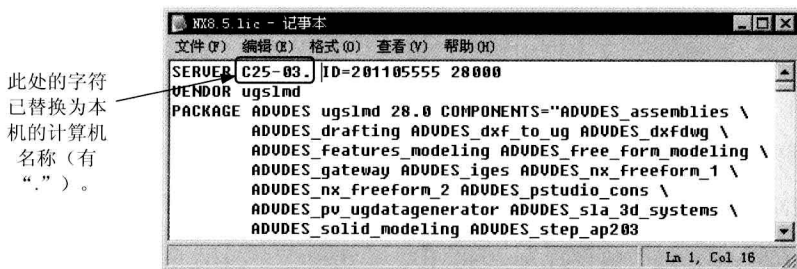 NX8.5.lic - 记事本
文件(F) 编辑(E) 格式(O) 查看(V) 帮助(H)
此处的字符
已替换为本
机的计算机
名称（有
“.”）。
SERVER C25-03. ID=201105555 28000
VENDOR ugslmd
PACKAGE ADVDES ugslmd 28.0 COMPONENTS="ADVDES_assemblies \
ADVDES_drafting ADVDES_dxf_to_ug ADVDES_dxfdwg \
ADVDES_features_modeling ADVDES_free_form_modeling \
ADVDES_gateway ADVDES_iges ADVDES_nx_freeform_1 \
ADVDES_nx_freeform_2 ADVDES_pstudio_cons \
ADVDES_pv_ugdatagenerator ADVDES_sla_3d_systems \
ADVDES_solid_modeling ADVDES_step_ap203
Ln 1, Col 16